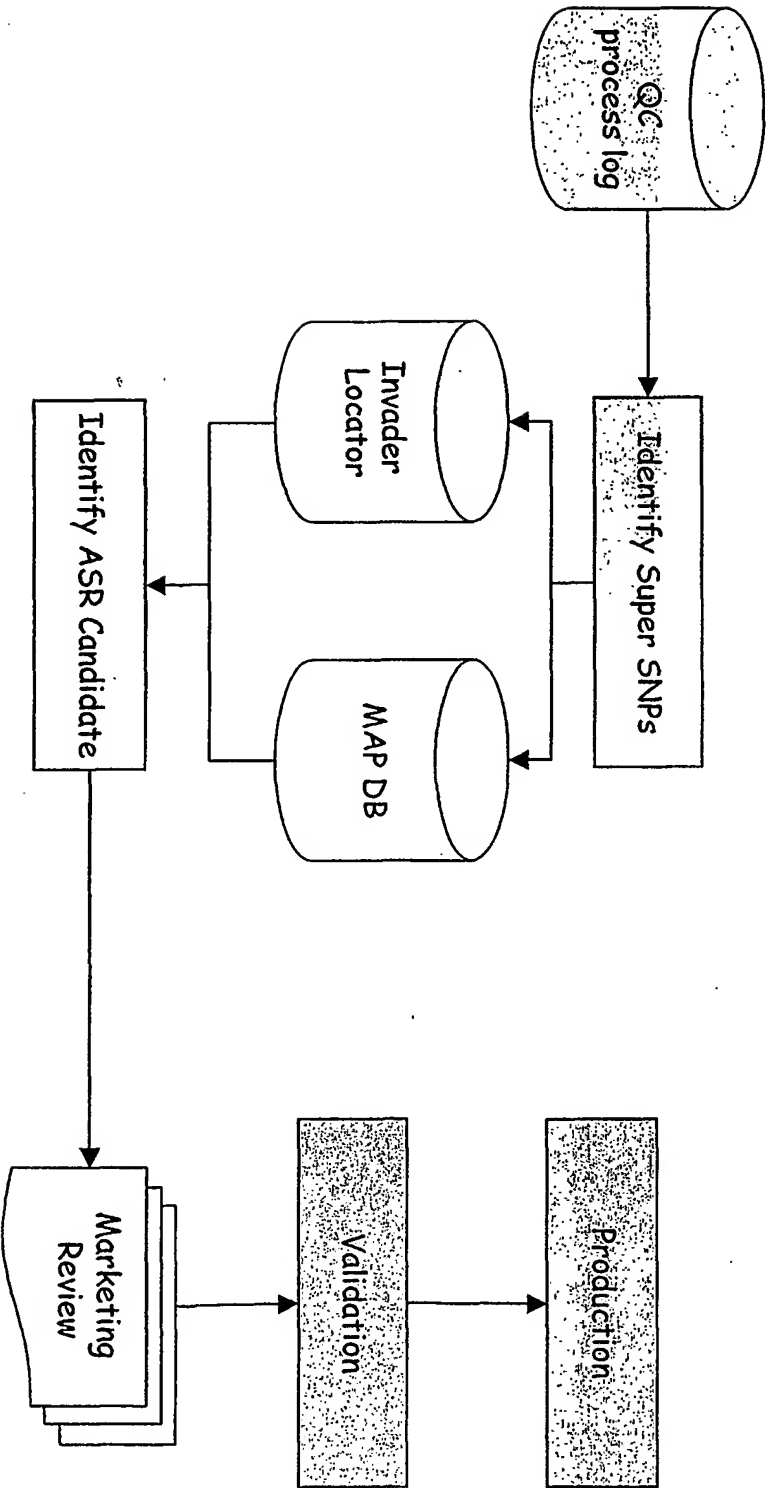 QC
process log
Identify Super SNPs
Invader
Locator
MAP DB
Identify ASR Candidate
Marketing
Review
Validation
Production